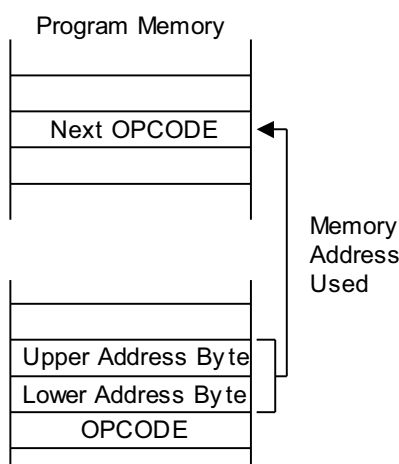 Program Memory
Next OPCODE
Memory
Address
Used
Upper Address Byte
Lower Address Byte
OPCODE